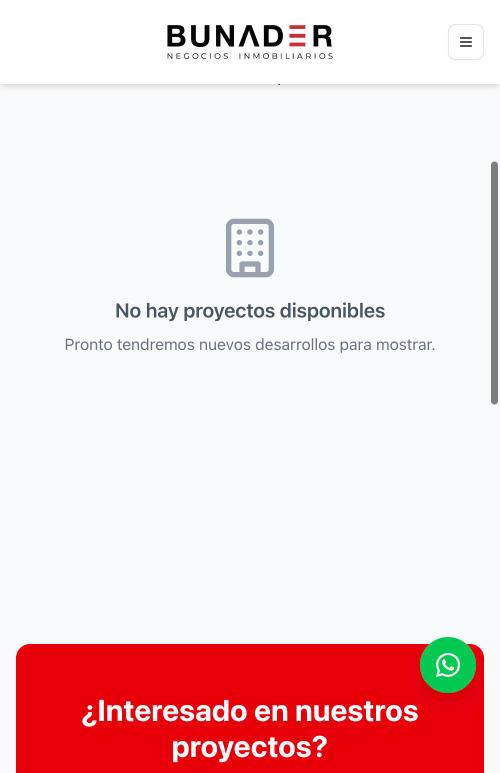 BUNADER
NEGOCIOS INMOBILIARIOS
No hay proyectos disponibles
Pronto tendremos nuevos desarrollos para mostrar.
¿Interesado en nuestros
proyectos?